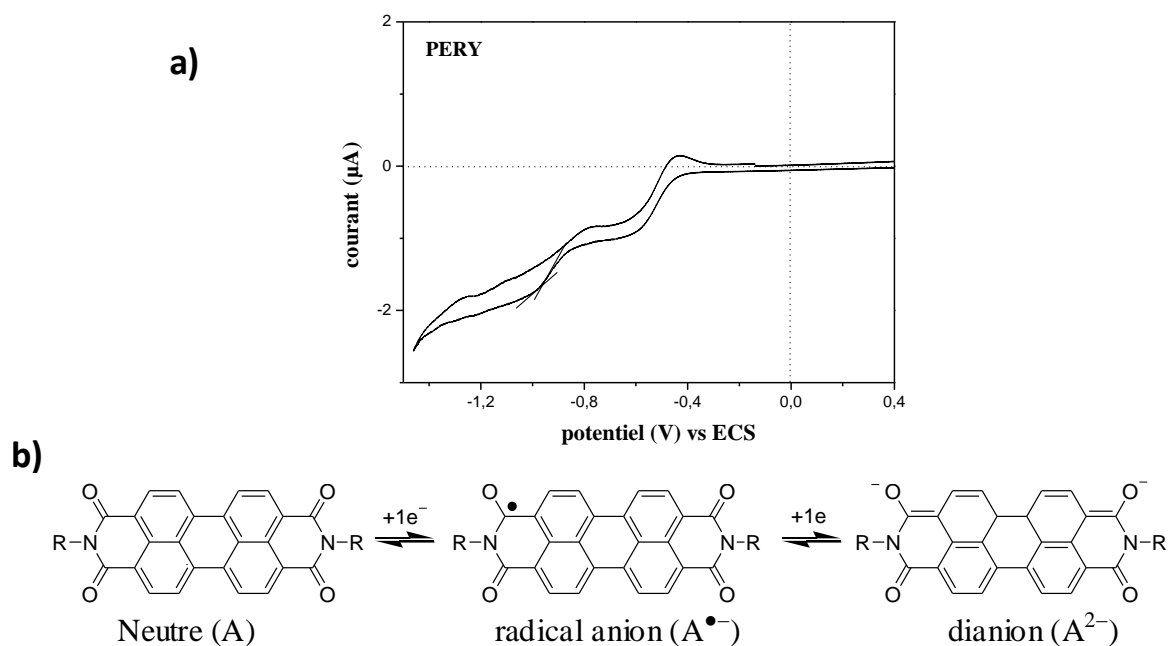 a)
PERY
2
0
-2
courant (µA)
-1,2
-0,8
-0,4
0,0
0,4
potentiel (V) vs ECS
b)
O O O O O⁻ ⁻O
R N N R +1e⁻ R N • N R +1e R N N R
O O O O O O
Neutre (A) radical anion (A•⁻) dianion (A²⁻)